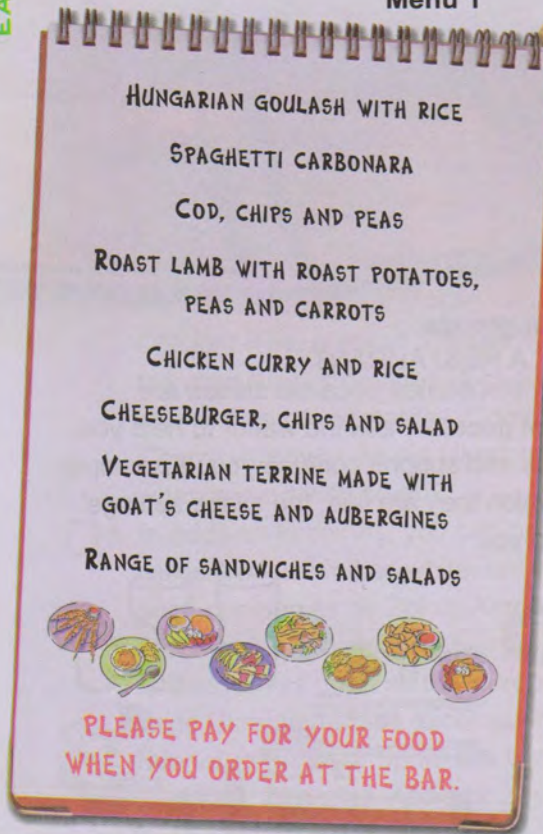 Menu 1
HUNGARIAN GOULASH WITH RICE
SPAGHETTI CARBONARA
COD, CHIPS AND PEAS
ROAST LAMB WITH ROAST POTATOES,
PEAS AND CARROTS
CHICKEN CURRY AND RICE
CHEESEBURGER, CHIPS AND SALAD
VEGETARIAN TERRINE MADE WITH
GOAT'S CHEESE AND AUBERGINES
RANGE OF SANDWICHES AND SALADS
PLEASE PAY FOR YOUR FOOD
WHEN YOU ORDER AT THE BAR.